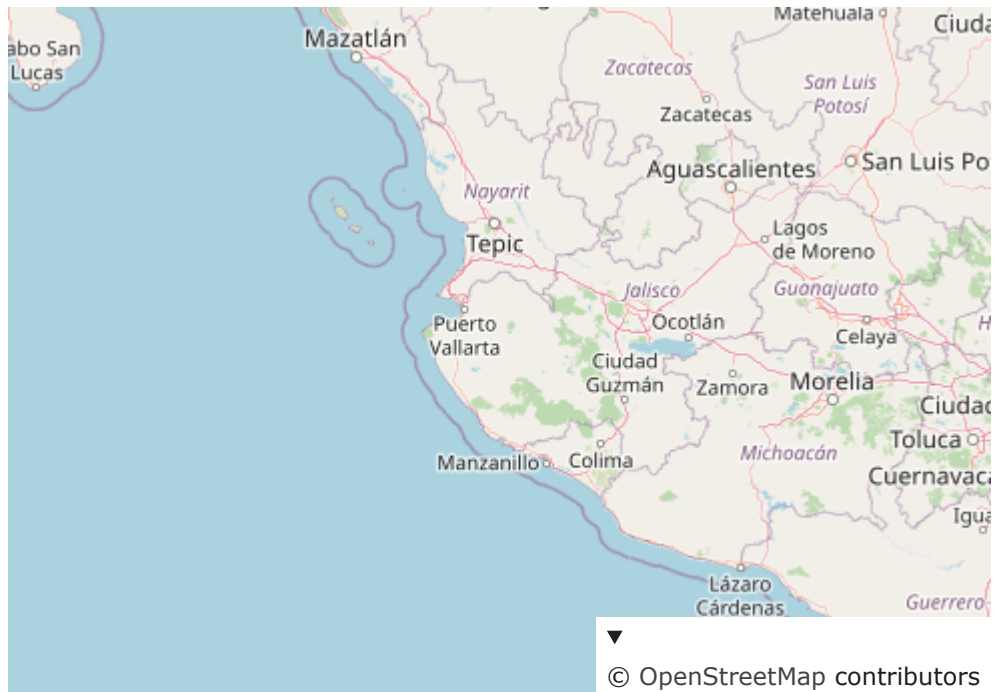 Matehuala
Ciuda
Mazatlán
abo San
Lucas
Zacatecas
San Luis
Potosí
Zacatecas
Aguascalientes
San Luis Po
Nayarit
Tepic
Lagos
de Moreno
Jalisco
Guanajuato
Puerto
Vallarta
Ocotlán
H
Celaya
Ciudad
Guzmán
Zamora
Morelia
Ciudad
Toluca
Manzanillo
Colima
Michoacán
Cuernavaca
Igua
Lázaro
Cárdenas
Guerrero
▼
© OpenStreetMap contributors